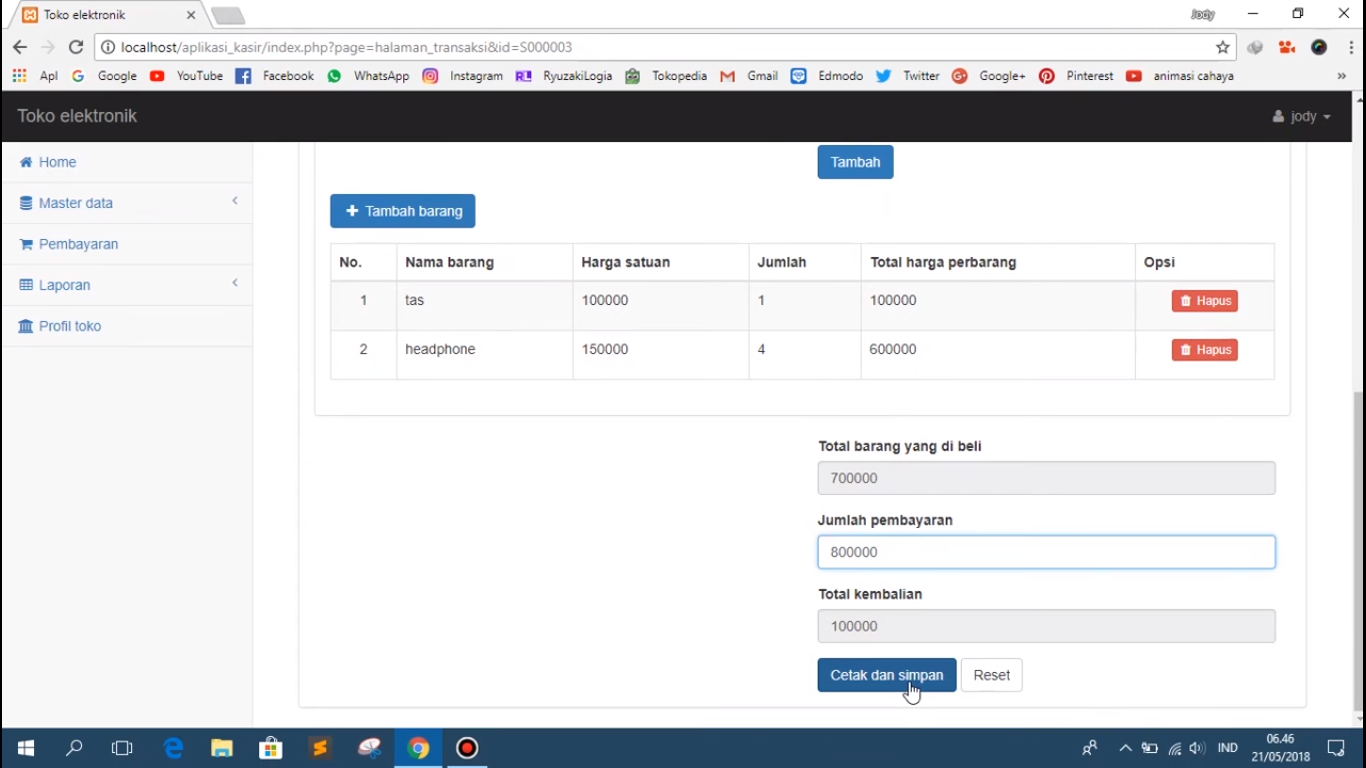 Toko elektronik
Jody
localhost/aplikasi_kasir/index.php?page=halaman_transaksi&id=S000003
Apl Google YouTube Facebook WhatsApp Instagram RyuzakiLogia Tokopedia Gmail Edmodo Twitter Google+ Pinterest animasi cahaya »
Toko elektronik
jody
Home
Master data
Pembayaran
Laporan
Profil toko
Tambah
+ Tambah barang
No. Nama barang Harga satuan Jumlah Total harga perbarang Opsi
1 tas 100000 1 100000 Hapus
2 headphone 150000 4 600000 Hapus
Total barang yang di beli
700000
Jumlah pembayaran
800000
Total kembalian
100000
Cetak dan simpan Reset
IND
06.46
21/05/2018